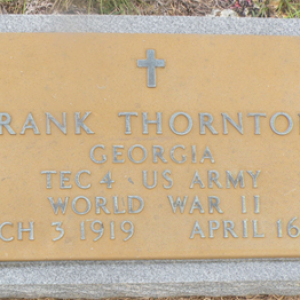 RANK THORNTO
GEORGIA
TEC 4 US ARMY
WORLD WAR II
CH 3 1919 APRIL 16